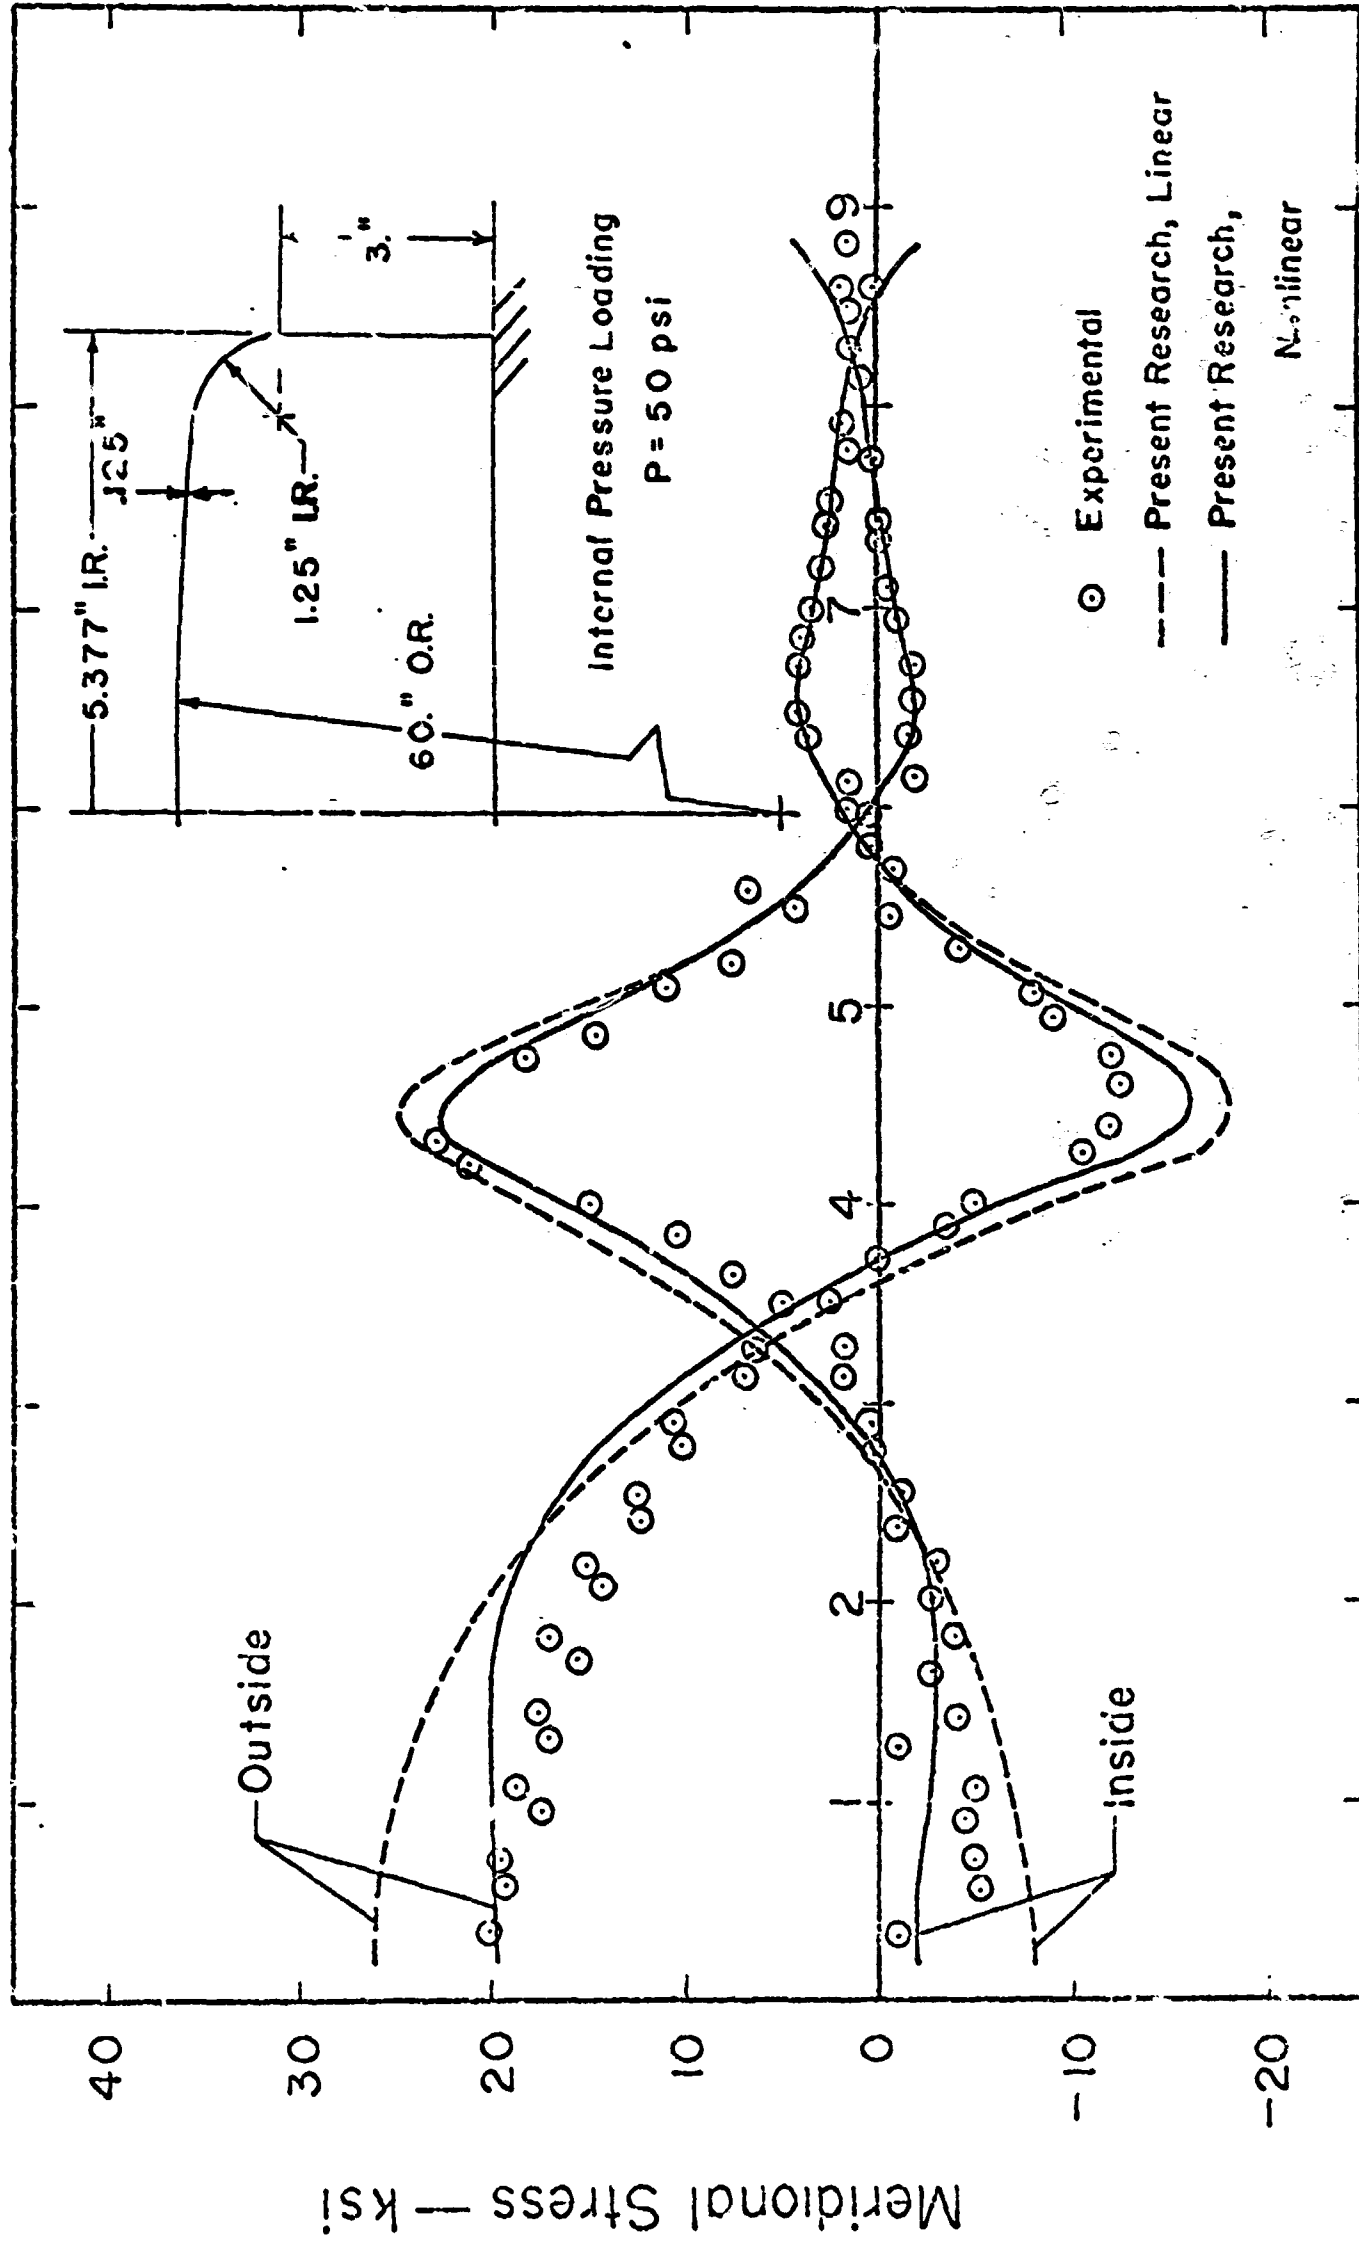 5.377" I.R.
.125"
1.25" I.R.
60." O.R.
3."
Internal Pressure Loading
P = 50 psi
Outside
Inside
Experimental
Present Research, Linear
Present Research,
Nonlinear
40
30
20
10
0
-10
-20
1
2
4
5
7
9
Meridional Stress — ksi